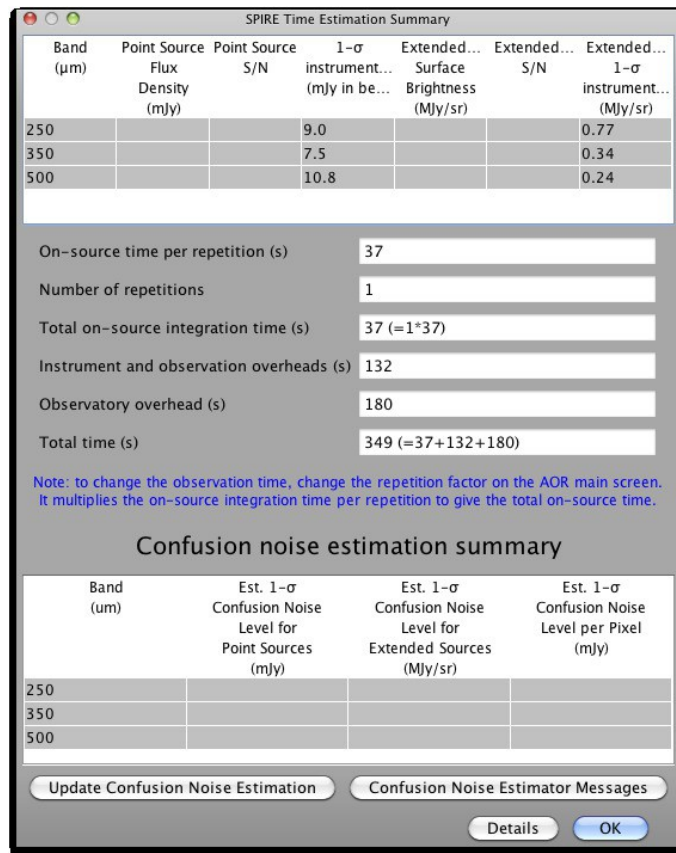 SPIRE Time Estimation Summary
Band Point Source Point Source 1-σ Extended... Extended... Extended...
(μm) Flux S/N instrument... Surface S/N 1-σ
Density (mJy in be... Brightness instrument...
(mJy) (MJy/sr) (MJy/sr)
250 9.0 0.77
350 7.5 0.34
500 10.8 0.24
On-source time per repetition (s) 37
Number of repetitions 1
Total on-source integration time (s) 37 (=1*37)
Instrument and observation overheads (s) 132
Observatory overhead (s) 180
Total time (s) 349 (=37+132+180)
Note: to change the observation time, change the repetition factor on the AOR main screen.
It multiplies the on-source integration time per repetition to give the total on-source time.
Confusion noise estimation summary
Band Est. 1-σ Est. 1-σ Est. 1-σ
(um) Confusion Noise Confusion Noise Confusion Noise
Level for Level for Level per Pixel
Point Sources Extended Sources (mJy)
(mJy) (MJy/sr)
250
350
500
Update Confusion Noise Estimation Confusion Noise Estimator Messages
Details OK